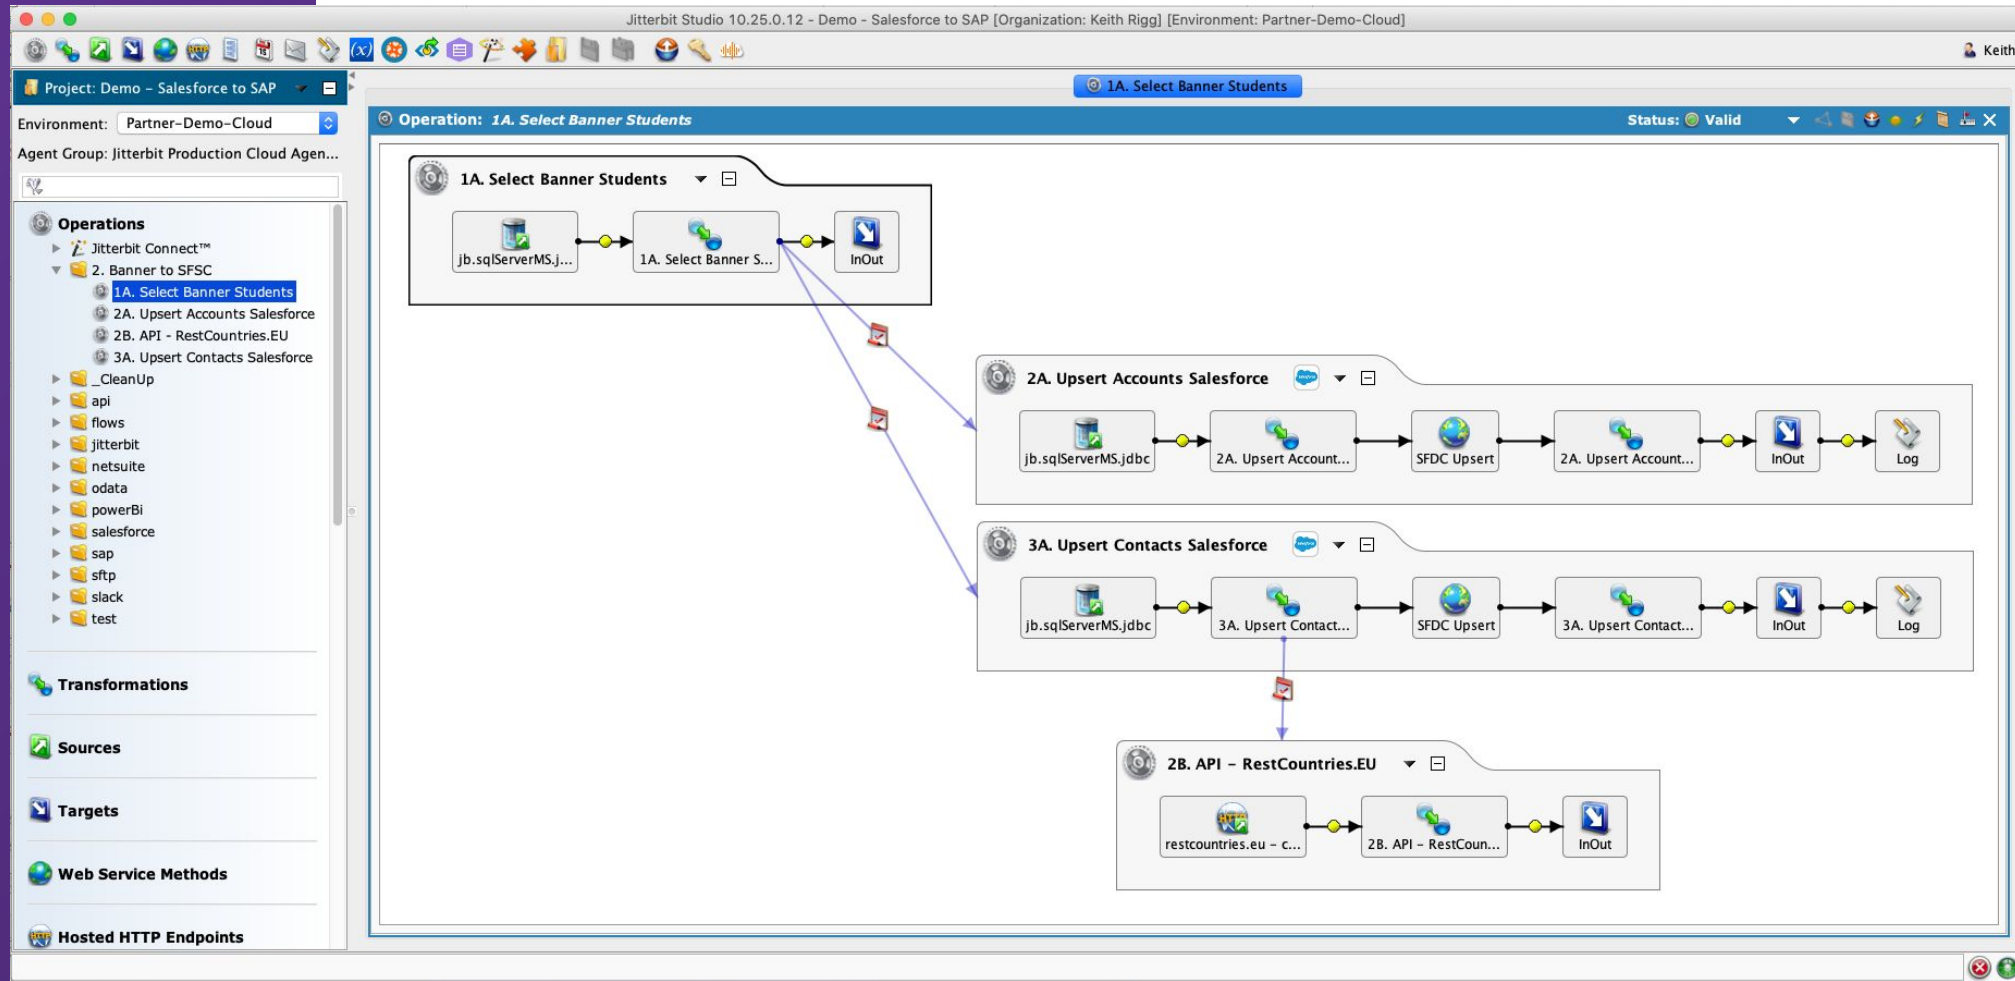 Jitterbit Studio 10.25.0.12 - Demo - Salesforce to SAP [Organization: Keith Rigg] [Environment: Partner-Demo-Cloud]
(x)
Keith
Project: Demo - Salesforce to SAP
Environment: Partner-Demo-Cloud
Agent Group: Jitterbit Production Cloud Agen...
Operations
Jitterbit Connect™
2. Banner to SFSC
1A. Select Banner Students
2A. Upsert Accounts Salesforce
2B. API - RestCountries.EU
3A. Upsert Contacts Salesforce
_CleanUp
api
flows
jitterbit
netsuite
odata
powerBi
salesforce
sap
sftp
slack
test
Transformations
Sources
Targets
Web Service Methods
Hosted HTTP Endpoints
1A. Select Banner Students
Operation: 1A. Select Banner Students
Status: Valid
1A. Select Banner Students
jb.sqlServerMS.j...
1A. Select Banner S...
InOut
2A. Upsert Accounts Salesforce
jb.sqlServerMS.jdbc
2A. Upsert Account...
SFDC Upsert
2A. Upsert Account...
InOut
Log
3A. Upsert Contacts Salesforce
jb.sqlServerMS.jdbc
3A. Upsert Contact...
SFDC Upsert
3A. Upsert Contact...
InOut
Log
2B. API - RestCountries.EU
restcountries.eu - c...
2B. API - RestCoun...
InOut